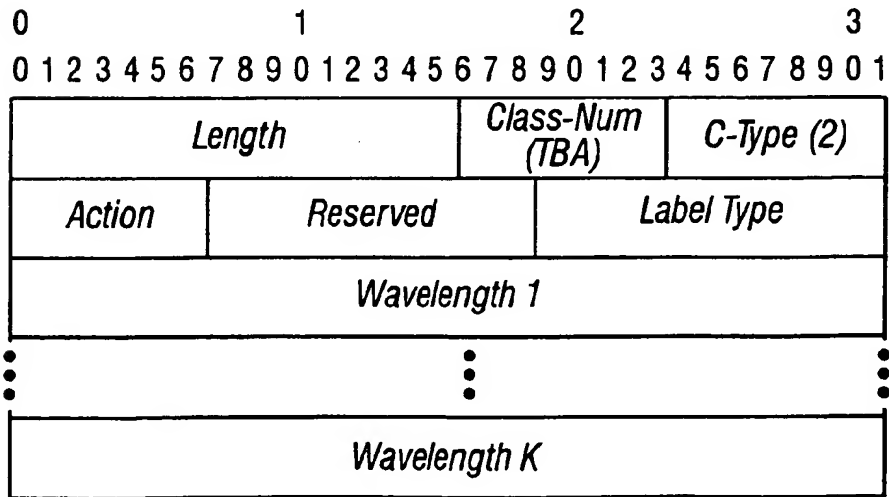 0 1 2 3
0 1 2 3 4 5 6 7 8 9 0 1 2 3 4 5 6 7 8 9 0 1 2 3 4 5 6 7 8 9 0 1
Length Class-Num (TBA) C-Type (2)
Action Reserved Label Type
Wavelength 1
Wavelength K